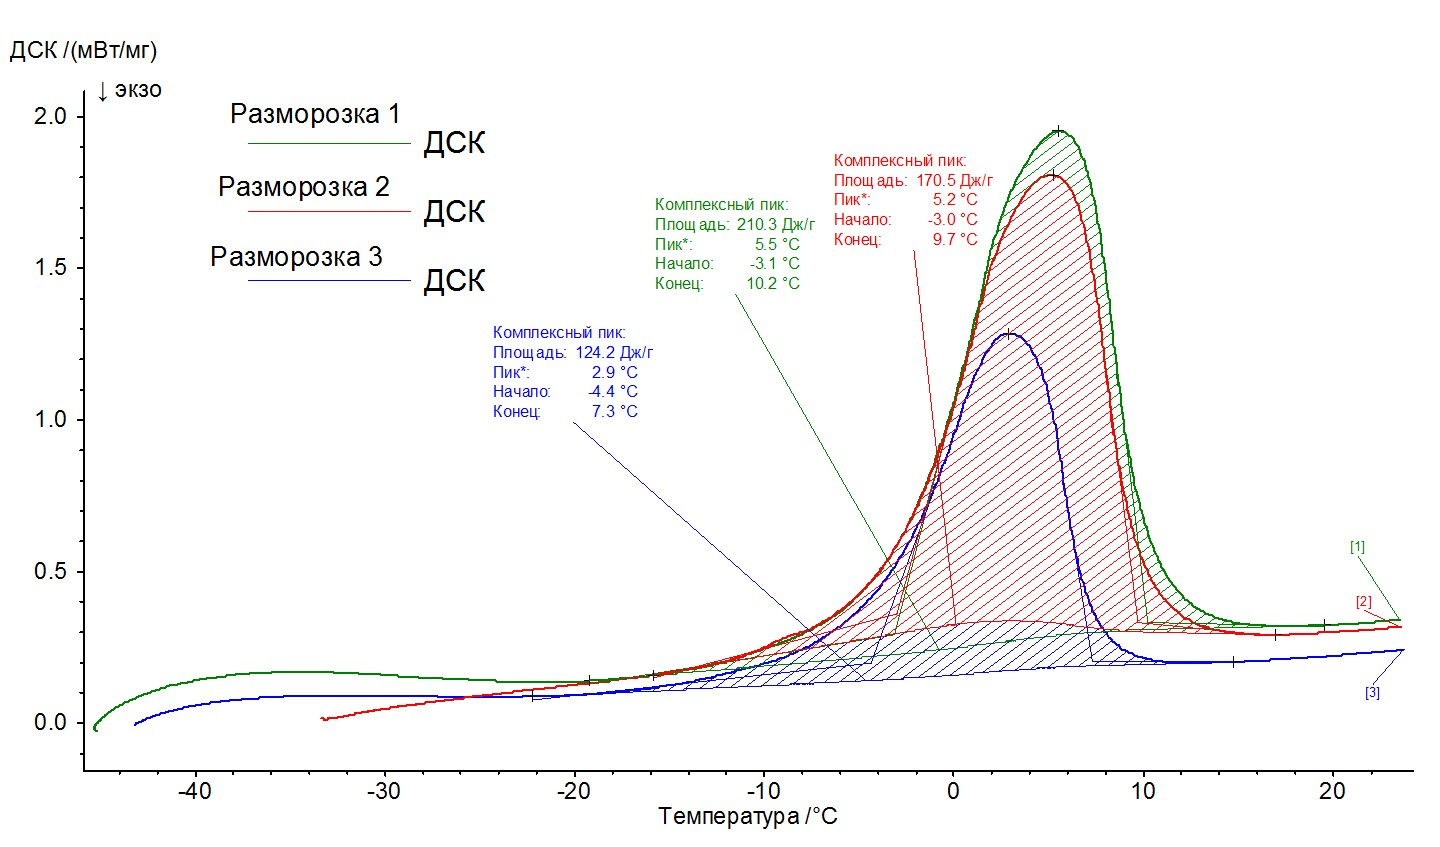 ДСК /(мВт/мг)
↓ экзо
Разморозка 1
ДСК
Разморозка 2
ДСК
Разморозка 3
ДСК
Комплексный пик:
Площадь: 170.5 Дж/г
Пик*: 5.2 °C
Начало: -3.0 °C
Конец: 9.7 °C
Комплексный пик:
Площадь: 210.3 Дж/г
Пик*: 5.5 °C
Начало: -3.1 °C
Конец: 10.2 °C
Комплексный пик:
Площадь: 124.2 Дж/г
Пик*: 2.9 °C
Начало: -4.4 °C
Конец: 7.3 °C
2.0
1.5
1.0
0.5
0.0
[1]
[2]
[3]
-40 -30 -20 -10 0 10 20
Температура /°C